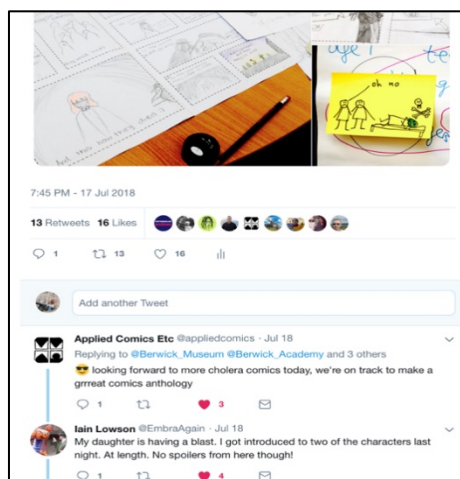 And the country died
oh no
7:45 PM - 17 Jul 2018
13 Retweets 16 Likes
1 13 16
Add another Tweet
Applied Comics Etc @appliedcomics · Jul 18
Replying to @Berwick_Museum @Berwick_Academy and 3 others
looking forward to more cholera comics today, we're on track to make a
grrreat comics anthology
1 3
Iain Lowson @EmbraAgain · Jul 18
My daughter is having a blast. I got introduced to two of the characters last
night. At length. No spoilers from here though!
1 4